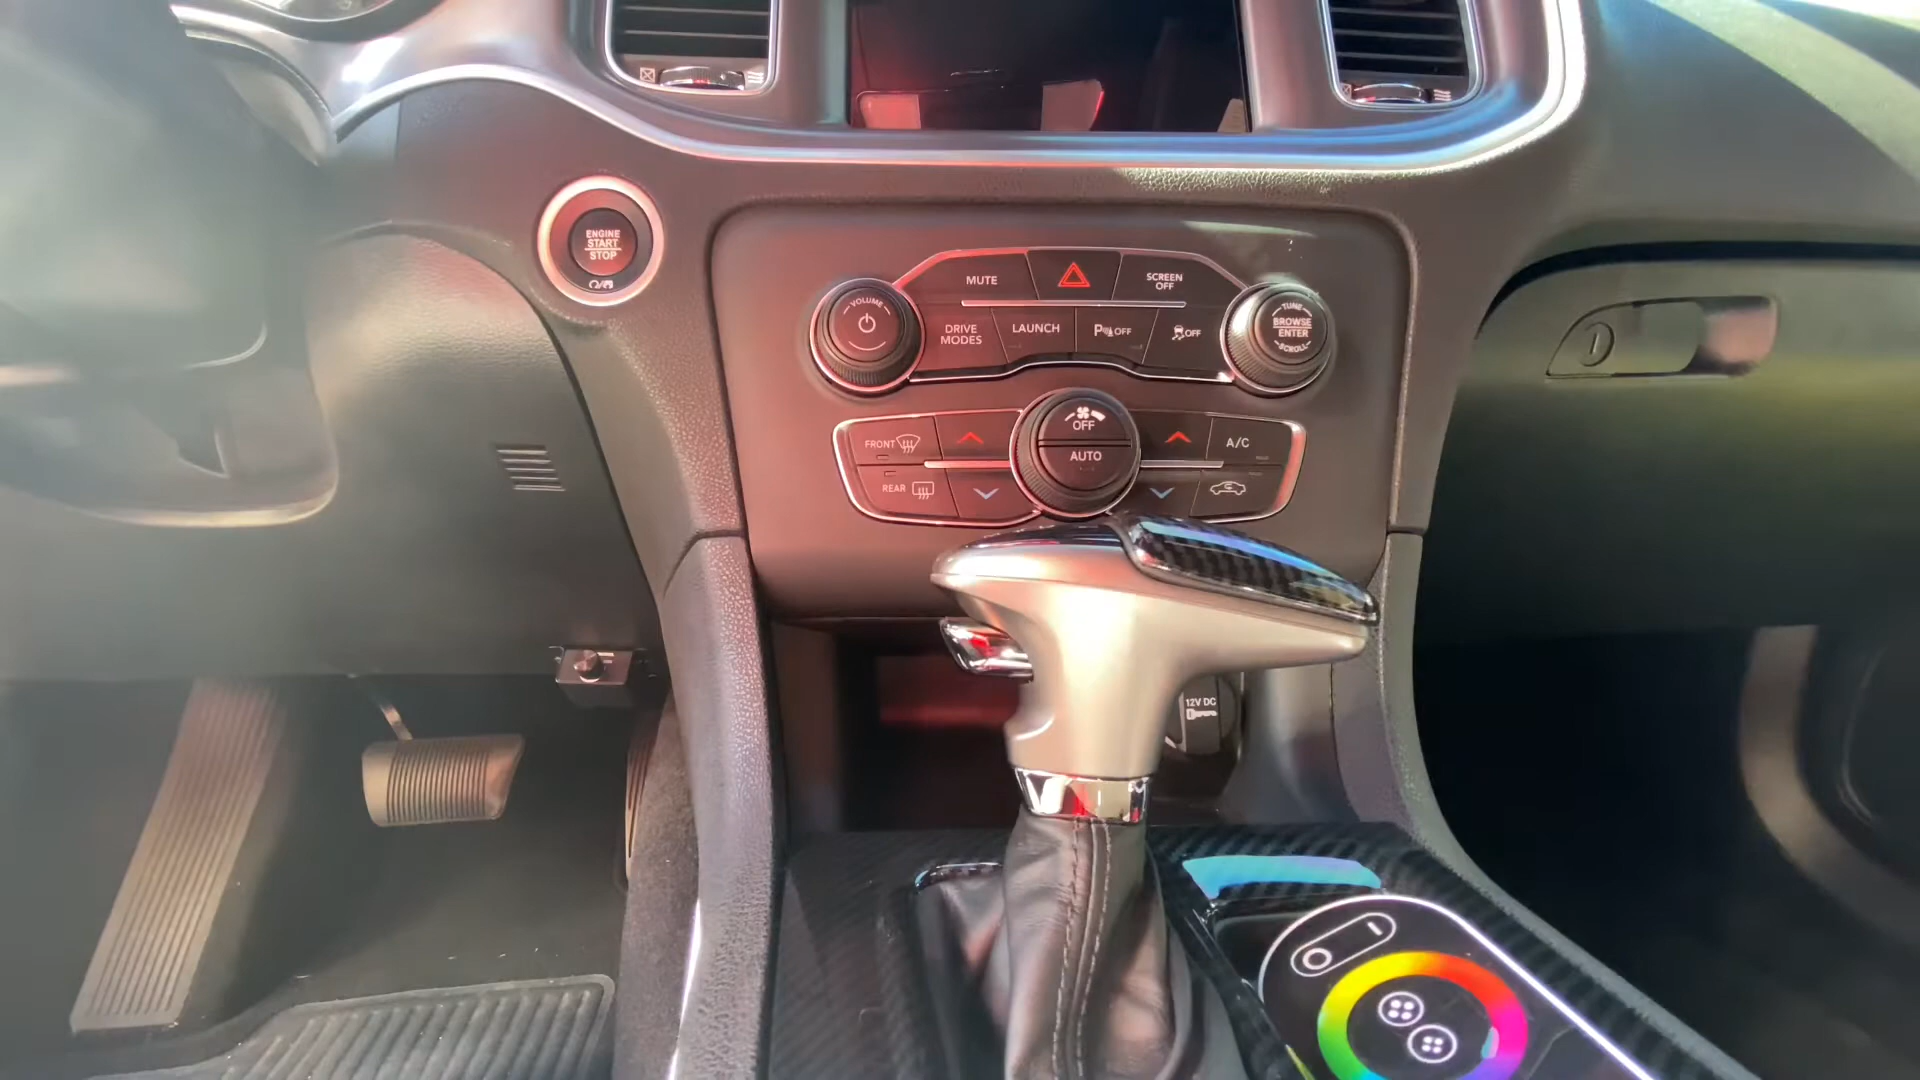 ENGINE
START
STOP
MUTE
SCREEN
OFF
VOLUME
DRIVE
MODES
LAUNCH
P OFF
OFF
TUNE
BROWSE
ENTER
SCROLL
FRONT
OFF
AUTO
A/C
REAR
12V DC